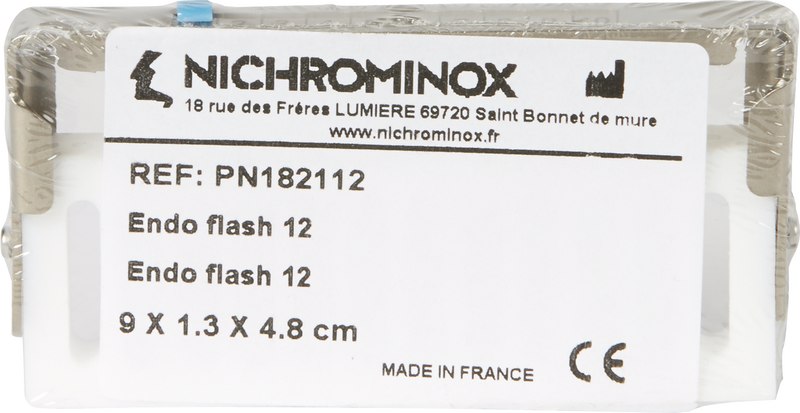 NICHROMINOX
18 rue des Fréres LUMIERE 69720 Saint Bonnet de mure
www.nichrominox.fr
REF: PN182112
Endo flash 12
Endo flash 12
9 X 1.3 X 4.8 cm
MADE IN FRANCE CE